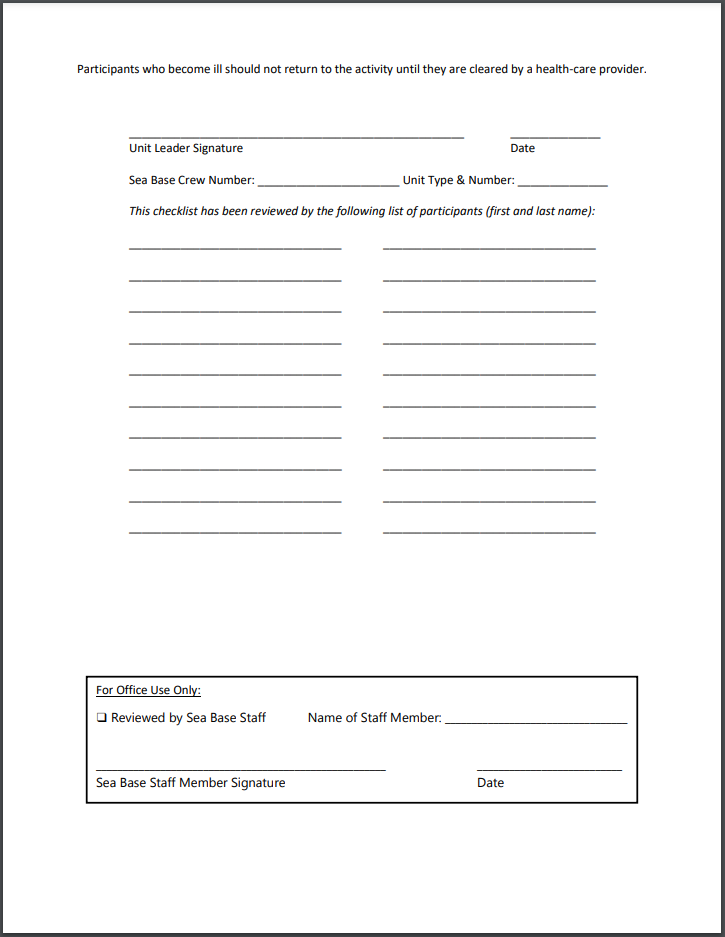 Participants who become ill should not return to the activity until they are cleared by a health-care provider.
Unit Leader Signature Date
Sea Base Crew Number: ______________________ Unit Type & Number: ______________
This checklist has been reviewed by the following list of participants (first and last name):
For Office Use Only:
❑ Reviewed by Sea Base Staff Name of Staff Member: __________________________
Sea Base Staff Member Signature Date